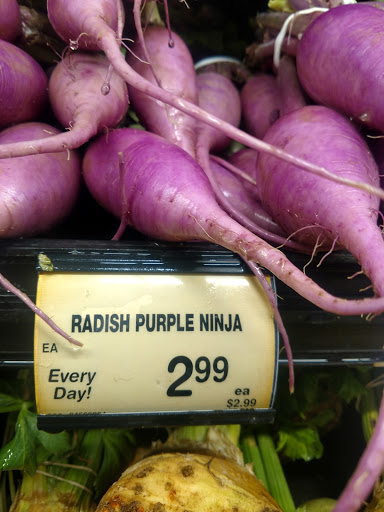 RADISH PURPLE NINJA
EA
Every
Day!
2.99
ea
$2.99